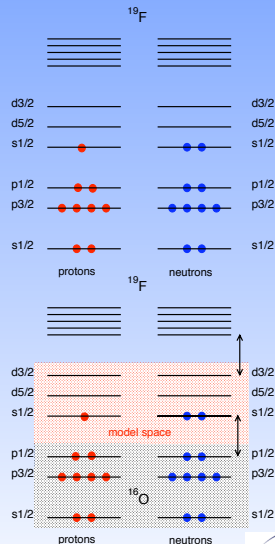 ¹⁹F
d3/2 d3/2
d5/2 d5/2
s1/2 s1/2
p1/2 p1/2
p3/2 p3/2
s1/2 s1/2
protons neutrons
¹⁹F
d3/2 d3/2
d5/2 d5/2
s1/2 s1/2
model space
p1/2 p1/2
p3/2 p3/2
¹⁶O
s1/2 s1/2
protons neutrons